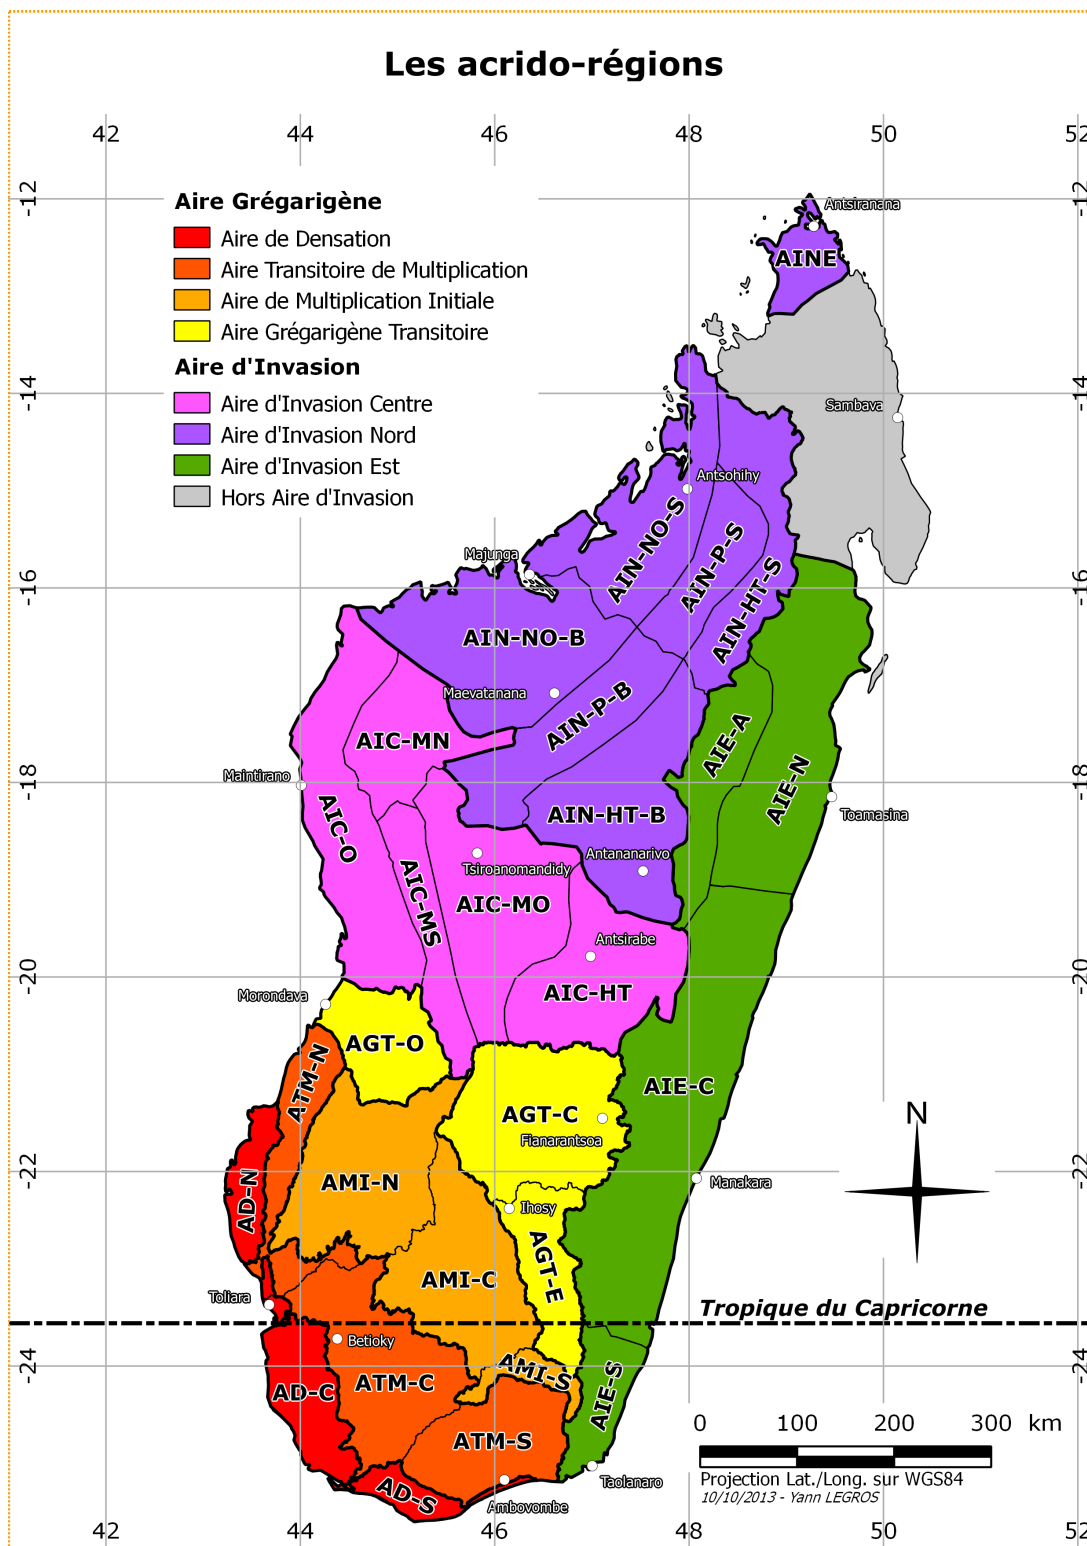 Les acrido-régions
42 44 46 48 50 52
Aire Grégarigène
Aire de Densation
Aire Transitoire de Multiplication
Aire de Multiplication Initiale
Aire Grégarigène Transitoire
Aire d'Invasion
Aire d'Invasion Centre
Aire d'Invasion Nord
Aire d'Invasion Est
Hors Aire d'Invasion
-12 -12
Antsiranana
AINE
-14 -14
Sambava
Antsohihy
AIN-NO-S
AIN-P-S
AIN-HT-S
Majunga
-16 -16
AIN-NO-B
Maevatanana
AIN-P-B
AIE-A
AIC-MN
Maintirano
-18 -18
AIE-N
AIC-O
AIN-HT-B
Toamasina
Antananarivo
Tsiroanomandidy
AIC-MS
AIC-MO
Antsirabe
-20 -20
AIC-HT
Morondava
AGT-O
ATM-N
AIE-C
AGT-C
N
Fianarantsoa
-22 -22
AMI-N
Manakara
AD-N
Ihosy
AGT-E
AMI-C
Toliara
Tropique du Capricorne
Betioky
-24 -24
AMI-S
ATM-C
AD-C
AIE-S
0 100 200 300 km
ATM-S
Projection Lat./Long. sur WGS84
Taolanaro
10/10/2013 - Yann LEGROS
AD-S
Ambovombe
42 44 46 48 50 52